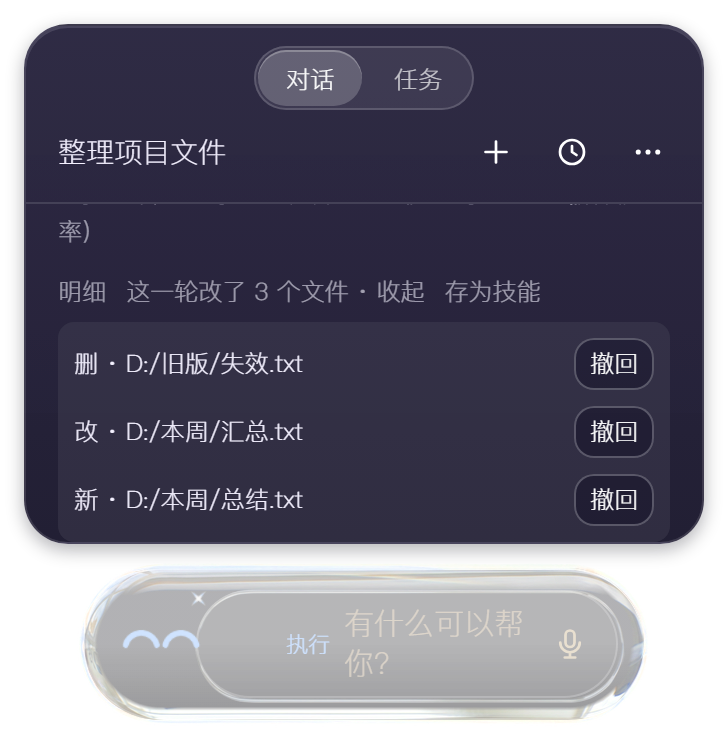 对话 任务
整理项目文件
率)
明细 这一轮改了 3 个文件 · 收起 存为技能
删 · D:/旧版/失效.txt 撤回
改 · D:/本周/汇总.txt 撤回
新 · D:/本周/总结.txt 撤回
执行 有什么可以帮
你?